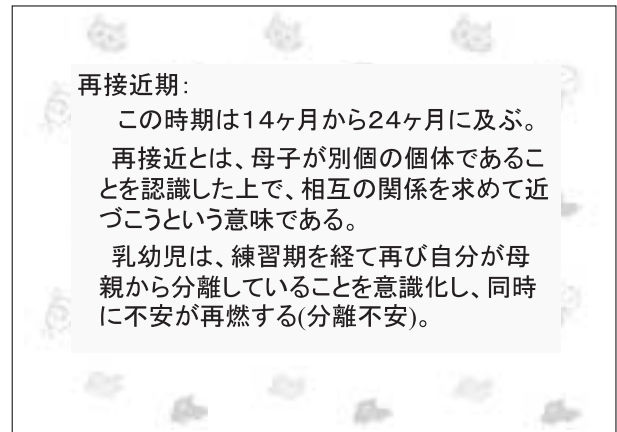 再接近期:
この時期は14ヶ月から24ヶ月に及ぶ。
再接近とは、母子が別個の個体であるこ
とを認識した上で、相互の関係を求めて近
づこうという意味である。
乳幼児は、練習期を経て再び自分が母
親から分離していることを意識化し、同時
に不安が再燃する(分離不安)。